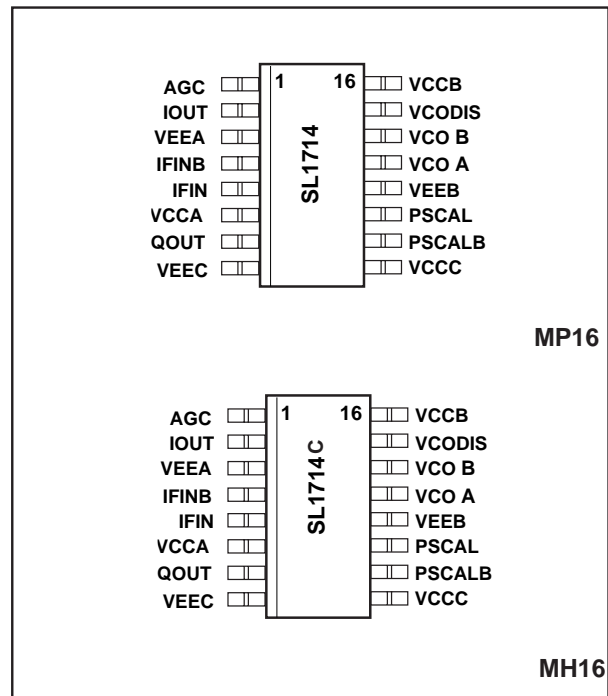 AGC 1 16 VCCB
IOUT VCODIS
VEEA VCO B
IFINB VCO A
IFIN VEEB
VCCA PSCAL
QOUT PSCALB
VEEC VCCC
SL1714
MP16
AGC 1 16 VCCB
IOUT VCODIS
VEEA VCO B
IFINB VCO A
IFIN VEEB
VCCA PSCAL
QOUT PSCALB
VEEC VCCC
SL1714C
MH16